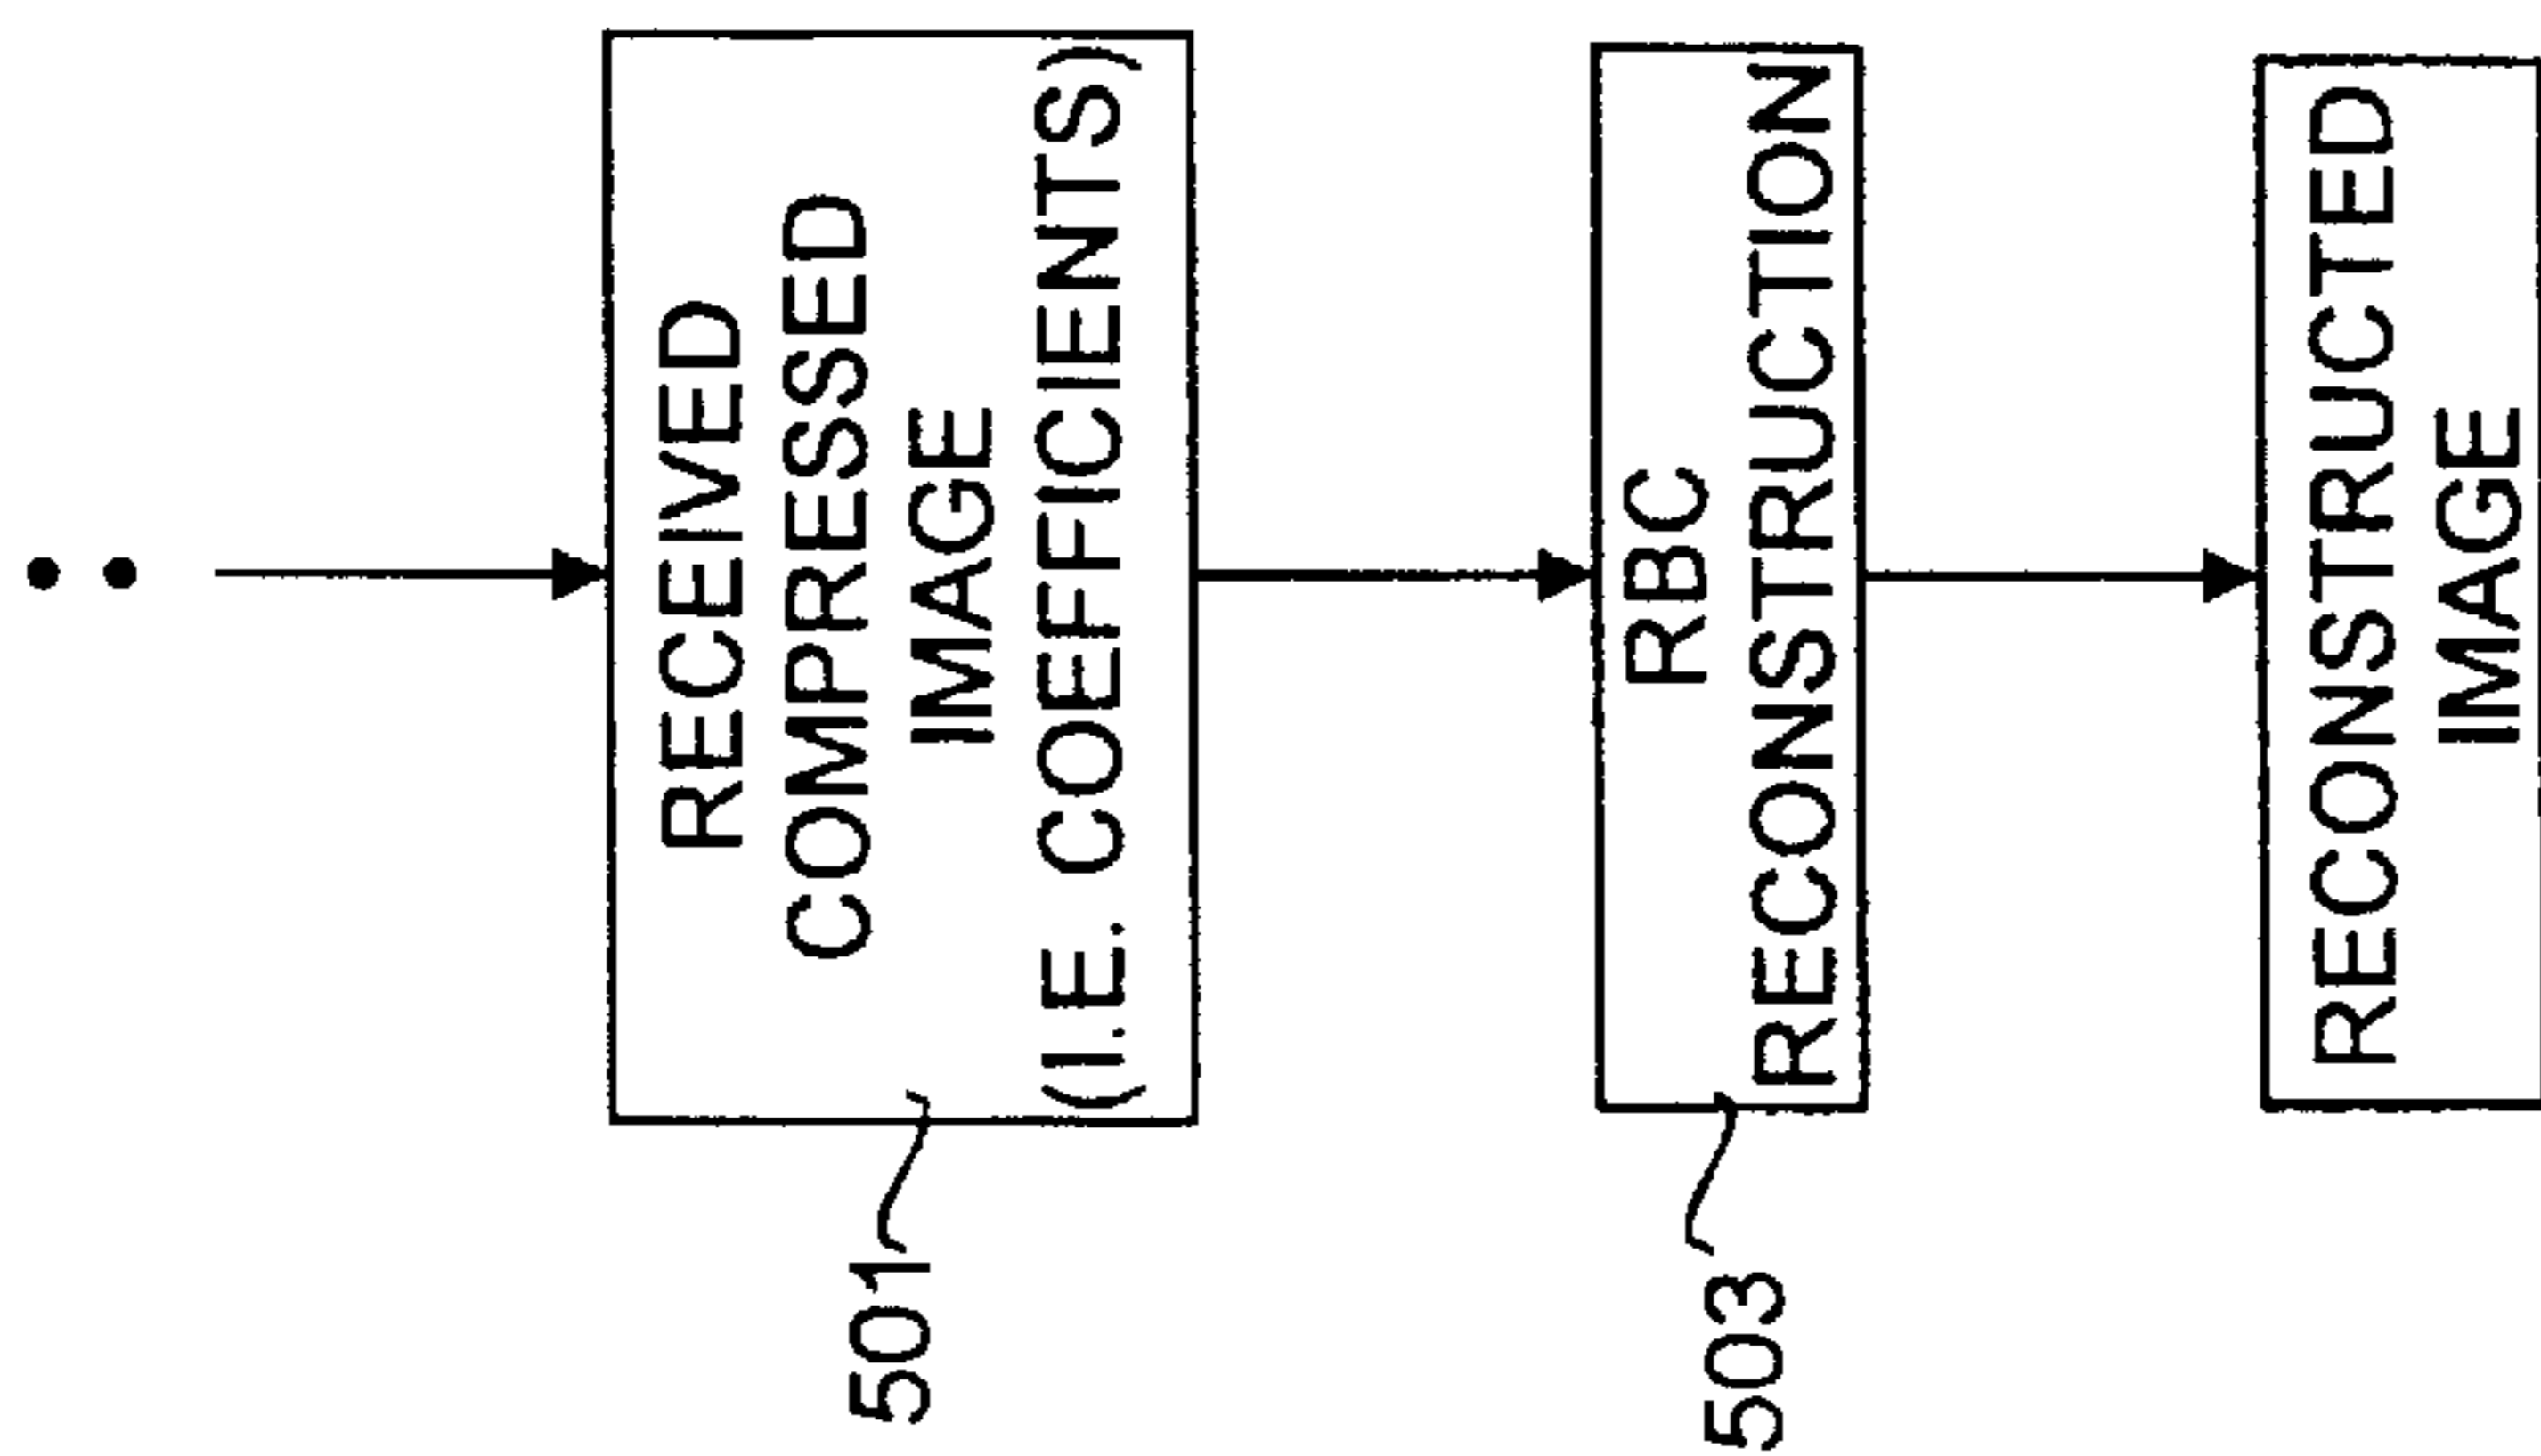 RECEIVED
COMPRESSED
IMAGE
(I.E. COEFFICIENTS)
501
RBC
RECONSTRUCTION
503
RECONSTRUCTED
IMAGE